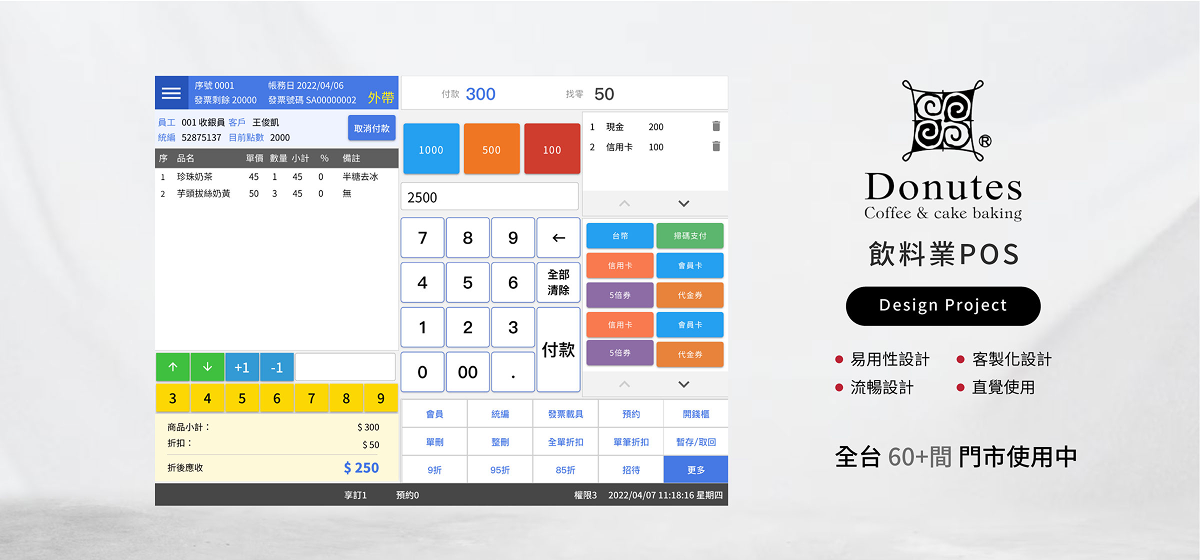 序號 0001 帳務日 2022/04/06
發票剩餘 20000 發票號碼 SA00000002 外帶
員工 001 收銀員 客戶 王俊凱
統編 52875137 目前點數 2000
取消付款
序 品名 單價 數量 小計 % 備註
1 珍珠奶茶 45 1 45 0 半糖去冰
2 芋頭拔絲奶黃 50 3 45 0 無
↑ ↓ +1 -1
3 4 5 6 7 8 9
商品小計： $ 300
折扣： $ 50
折後應收 $ 250
付款 300 找零 50
1000 500 100
2500
7 8 9 ←
4 5 6 全部清除
1 2 3 付款
0 00 .
1 現金 200
2 信用卡 100
台幣 掃碼支付
信用卡 會員卡
5倍券 代金券
信用卡 會員卡
5倍券 代金券
會員 統編 發票載具 預約 開錢櫃
單刪 整刪 全單折扣 單筆折扣 暫存/取回
9折 95折 85折 招待 更多
享訂1 預約0 權限3 2022/04/07 11:18:16 星期四
®
Donutes
Coffee & cake baking
飲料業POS
Design Project
● 易用性設計 ● 客製化設計
● 流暢設計 ● 直覺使用
全台 60+間 門市使用中